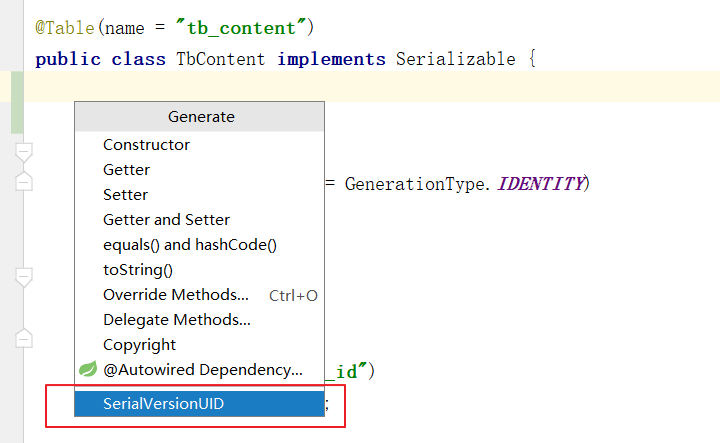 @Table(name = "tb_content")
public class TbContent implements Serializable {
Generate
Constructor
Getter
Setter
= GenerationType.IDENTITY)
Getter and Setter
equals() and hashCode()
toString()
Override Methods... Ctrl+O
Delegate Methods...
Copyright
@Autowired Dependency...
_id")
SerialVersionUID
;